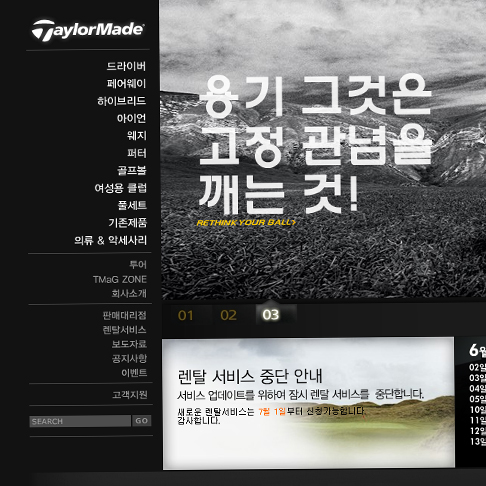 TaylorMade
드라이버
페어웨이
하이브리드
아이언
웨지
퍼터
골프볼
여성용 클럽
풀세트
기존제품
의류 & 악세사리
투어
TMaG ZONE
회사소개
판매대리점
렌탈서비스
보도자료
공지사항
이벤트
고객지원
SEARCH GO
용기 그것은
고정 관념을
깨는 것!
RETHINK YOUR BALL?
01 02 03
렌탈 서비스 중단 안내
서비스 업데이트를 위하여 잠시 렌탈 서비스를 중단합니다.
새로운 렌탈서비스는 7월 1일부터 신청가능합니다.
감사합니다.
6월
02일
03일
04일
05일
10일
11일
12일
13일